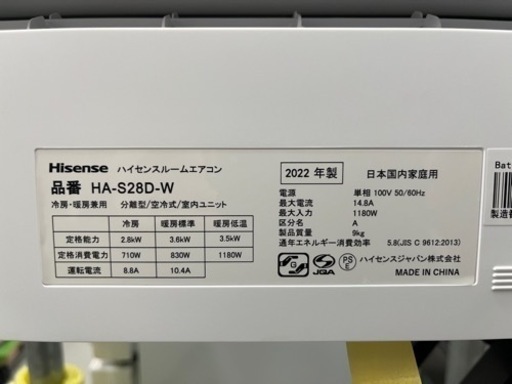 Hisense ハイセンスルームエアコン
品番 HA-S28D-W
冷房・暖房兼用 分離型/空冷式/室内ユニット
冷房 暖房標準 暖房低温
定格能力 2.8kW 3.6kW 3.5kW
定格消費電力 710W 830W 1180W
運転電流 8.8A 10.4A
2022 年製 日本国内家庭用
電源 単相 100V 50/60Hz
最大電流 14.8A
最大入力 1180W
区分 A
製品質量 9kg
通年エネルギー消費効率 5.8(JIS C 9612:2013)
G JQA PSE ハイセンスジャパン株式会社
MADE IN CHINA
Bat
製造番